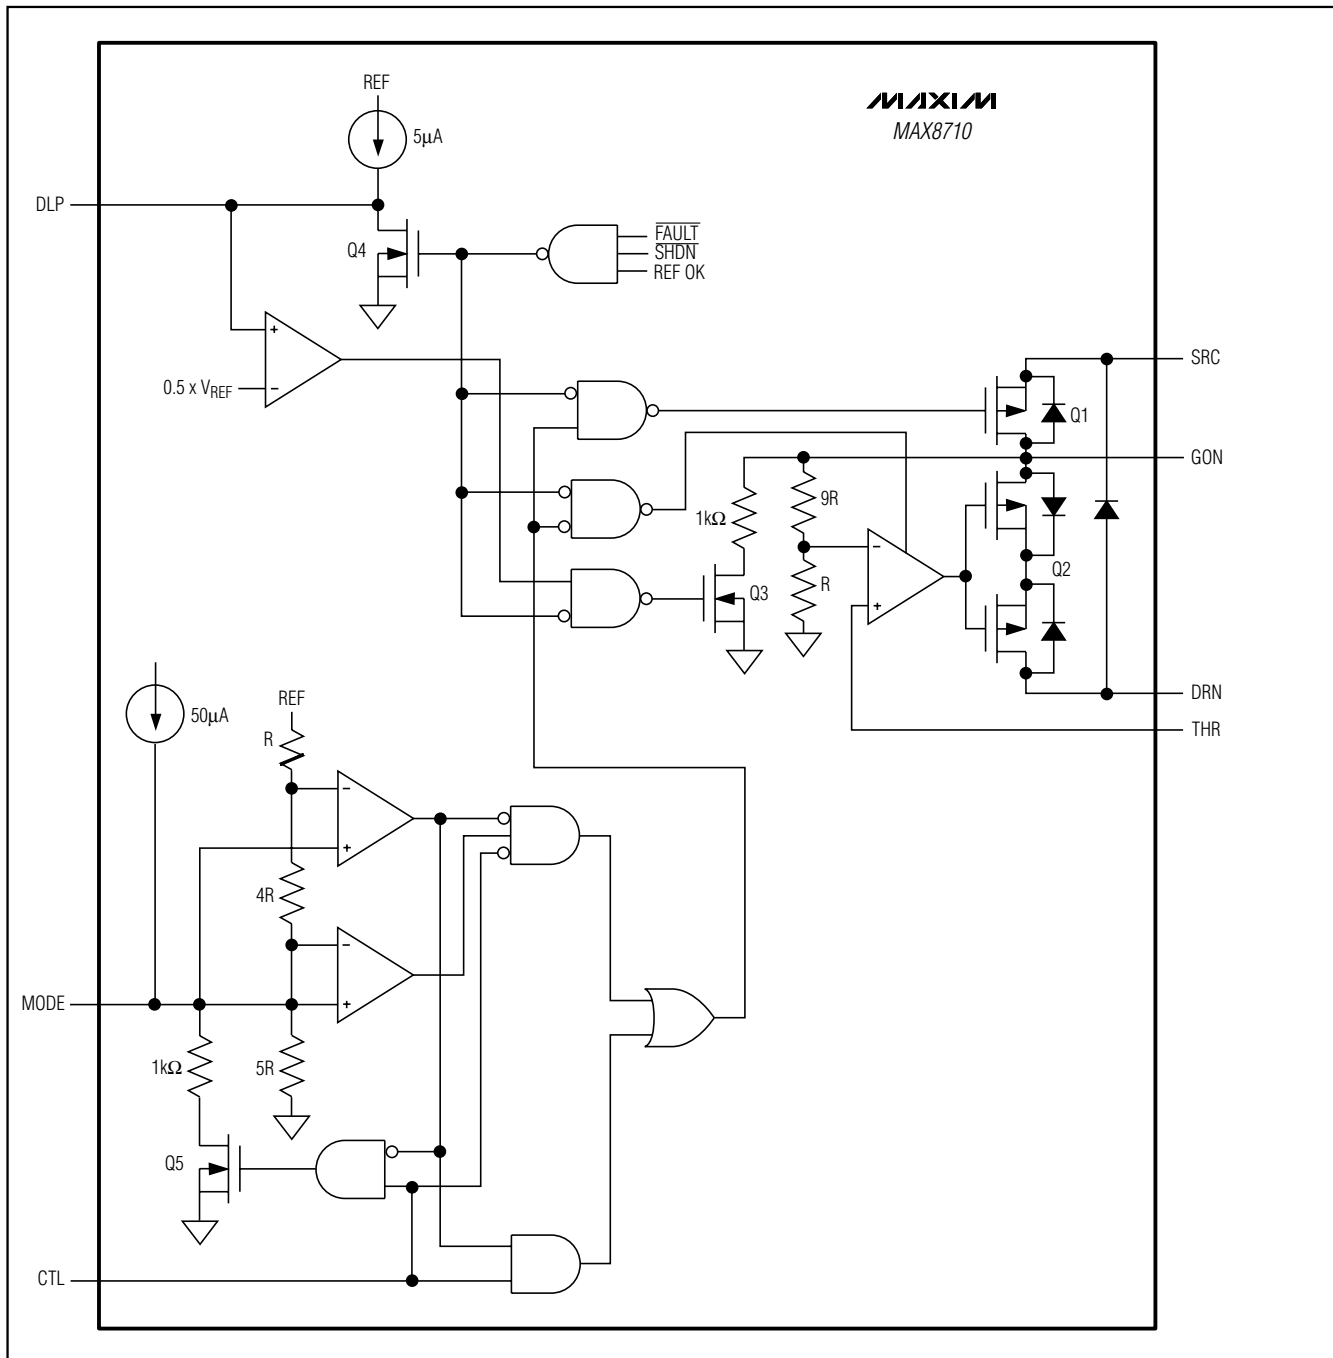 REF
MAXIM
MAX8710
5µA
DLP
FAULT
SHDN
REF OK
Q4
SRC
0.5 x VREF
Q1
GON
9R
1kΩ
Q2
Q3
R
DRN
THR
REF
50µA
R
4R
MODE
1kΩ
5R
Q5
CTL
+
-
-
+
-
+
-
+